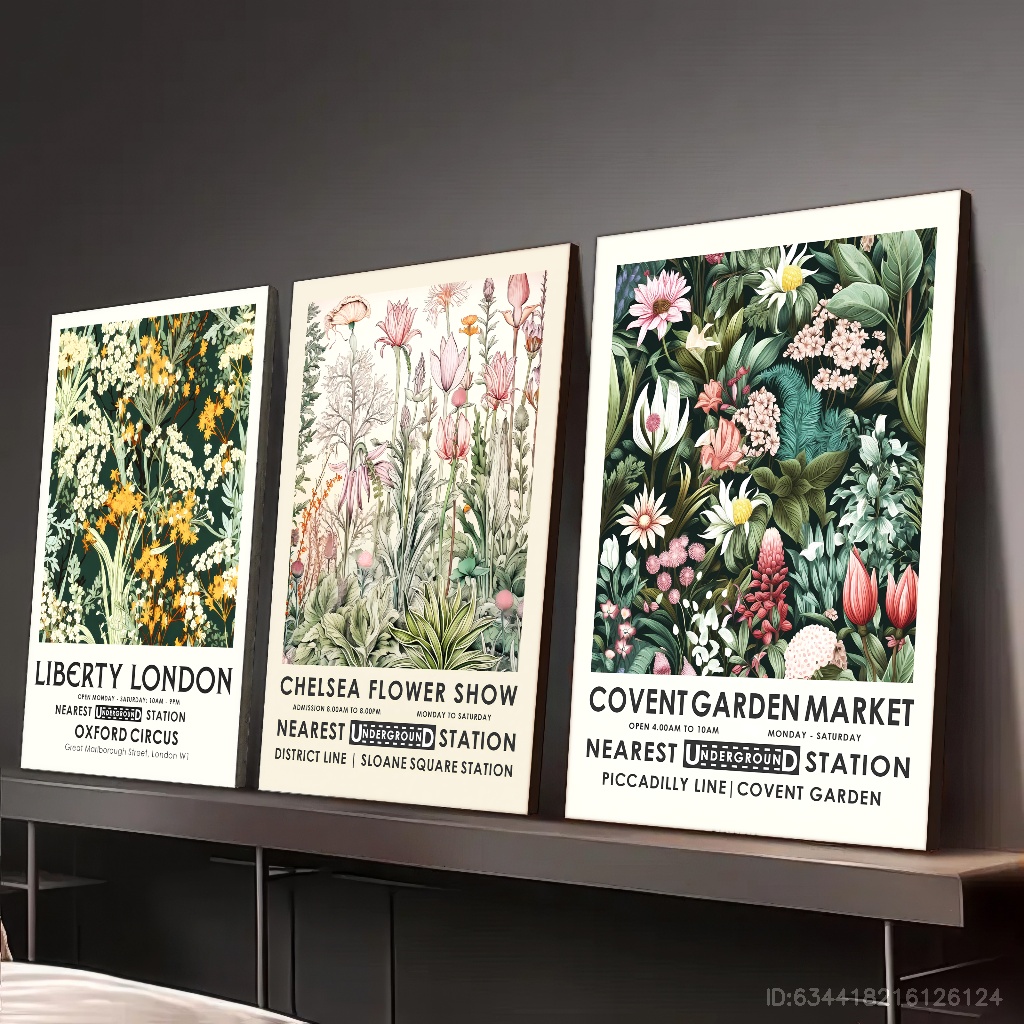 LIBERTY LONDON
OPEN MONDAY - SATURDAY: 10AM - 9PM
NEAREST UNDERGROUND STATION
OXFORD CIRCUS
Great Marlborough Street, London W1
CHELSEA FLOWER SHOW
ADMISSION 8.00AM TO 8.00PM MONDAY TO SATURDAY
NEAREST UNDERGROUND STATION
DISTRICT LINE | SLOANE SQUARE STATION
COVENT GARDEN MARKET
OPEN 4.00AM TO 10AM MONDAY - SATURDAY
NEAREST UNDERGROUND STATION
PICCADILLY LINE|COVENT GARDEN
ID:634418216126124